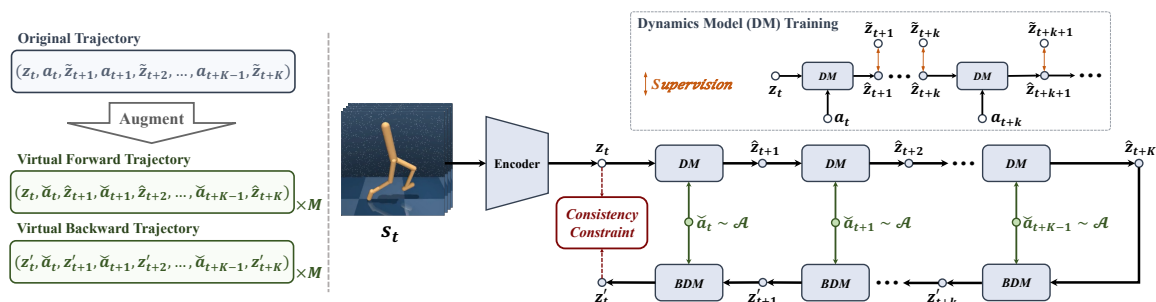 Original Trajectory
(z_t, a_t, z̃_{t+1}, a_{t+1}, z̃_{t+2}, ..., a_{t+K-1}, z̃_{t+K})
Augment
Virtual Forward Trajectory
(z_t, ă_t, ẑ_{t+1}, ă_{t+1}, ẑ_{t+2}, ..., ă_{t+K-1}, ẑ_{t+K}) ×M
Virtual Backward Trajectory
(z'_t, ă_t, z'_{t+1}, ă_{t+1}, z'_{t+2}, ..., ă_{t+K-1}, z'_{t+K}) ×M
s_t
Encoder
Dynamics Model (DM) Training
z̃_{t+1} z̃_{t+k} z̃_{t+k+1}
Supervision
z_t DM ẑ_{t+1} ••• ẑ_{t+k} DM ẑ_{t+k+1} •••
a_t a_{t+k}
z_t DM ẑ_{t+1} DM ẑ_{t+2} ••• DM ẑ_{t+K}
Consistency
Constraint
ă_t ~ 𝒜 ă_{t+1} ~ 𝒜 ă_{t+K-1} ~ 𝒜
z'_t BDM z'_{t+1} BDM ••• z'_{t+k} BDM